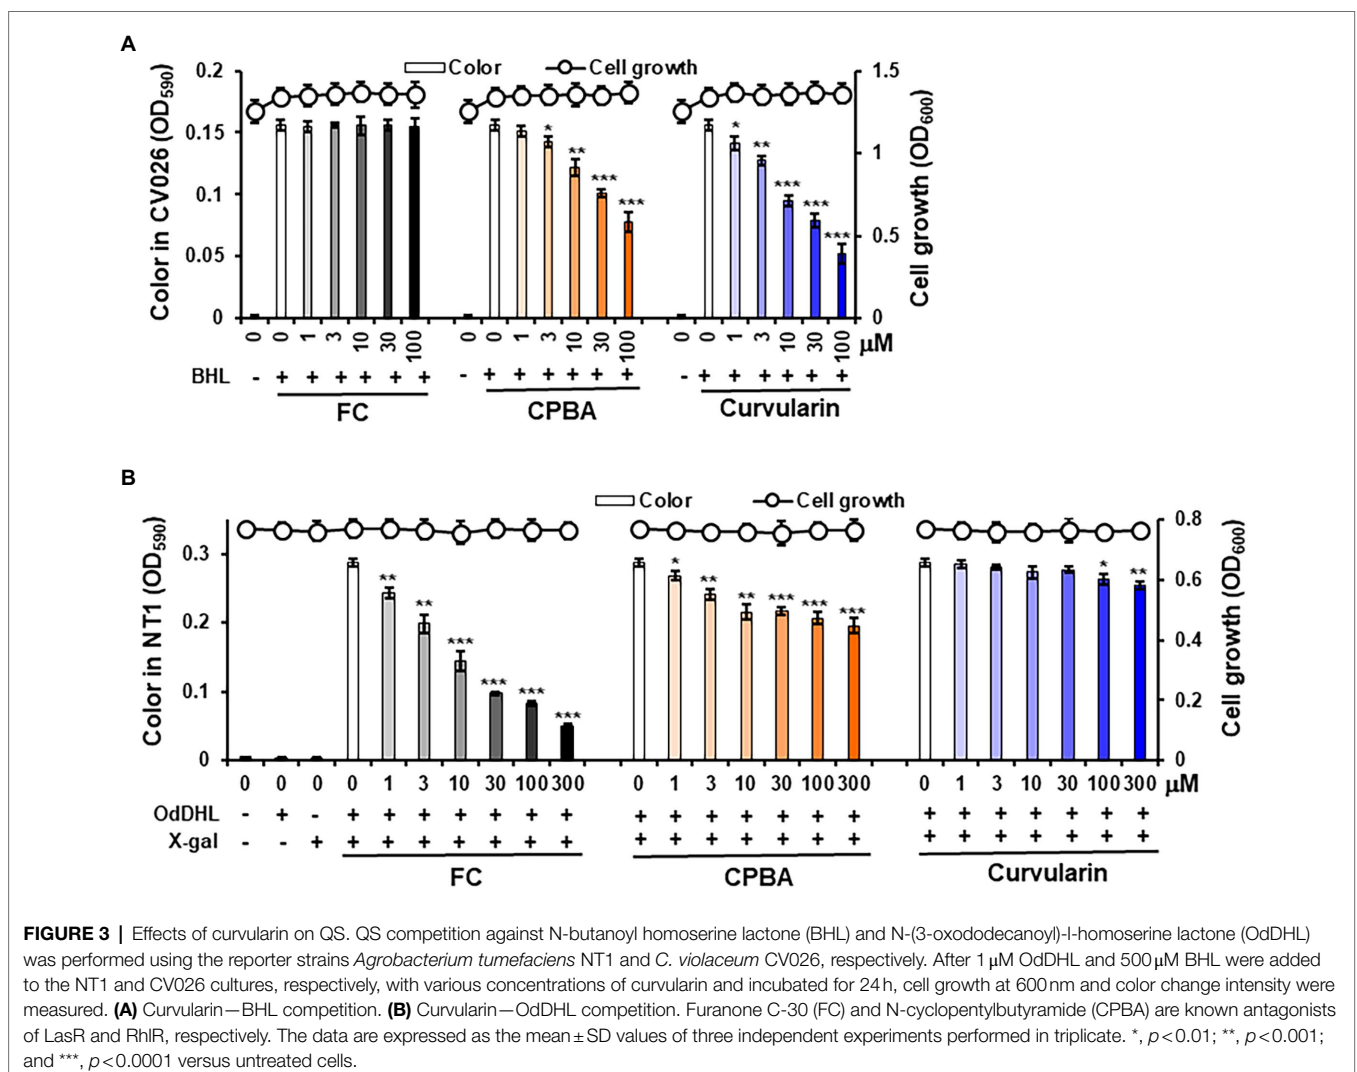 A
Color Cell growth
Color in CV026 (OD590)
0.2
0.15
0.1
0.05
0
1.5
1
0.5
0
Cell growth (OD600)
* ** *** ***
* ** *** *** ***
0 0 1 3 10 30 100 0 0 1 3 10 30 100 0 0 1 3 10 30 100 µM
BHL - + + + + + + - + + + + + + - + + + + + +
FC CPBA Curvularin
B
Color Cell growth
Color in NT1 (OD590)
0.3
0.2
0.1
0
0.8
0.6
0.4
0.2
0
Cell growth (OD600)
** ** *** *** *** ***
* ** ** *** *** ***
* **
0 0 0 0 1 3 10 30 100 300 0 1 3 10 30 100 300 0 1 3 10 30 100 300 µM
OdDHL - + - + + + + + + + + + + + + + + + + + + + + +
X-gal - - + + + + + + + + + + + + + + + + + + + + + +
FC CPBA Curvularin
FIGURE 3 | Effects of curvularin on QS. QS competition against N-butanoyl homoserine lactone (BHL) and N-(3-oxododecanoyl)-l-homoserine lactone (OdDHL)
was performed using the reporter strains Agrobacterium tumefaciens NT1 and C. violaceum CV026, respectively. After 1 µM OdDHL and 500 µM BHL were added
to the NT1 and CV026 cultures, respectively, with various concentrations of curvularin and incubated for 24 h, cell growth at 600 nm and color change intensity were
measured. (A) Curvularin—BHL competition. (B) Curvularin—OdDHL competition. Furanone C-30 (FC) and N-cyclopentylbutyramide (CPBA) are known antagonists
of LasR and RhlR, respectively. The data are expressed as the mean ± SD values of three independent experiments performed in triplicate. *, p < 0.01; **, p < 0.001;
and ***, p < 0.0001 versus untreated cells.